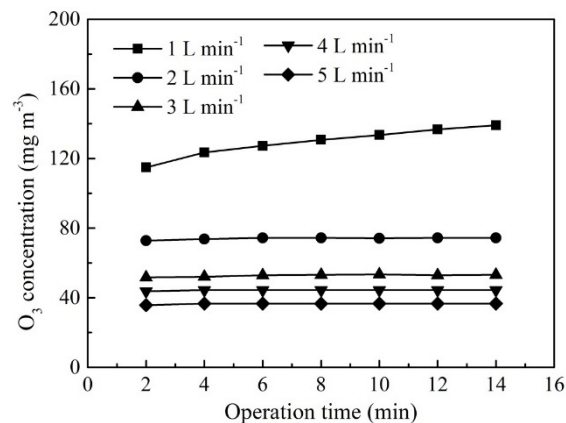 200
160
120
80
40
0
O₃ concentration (mg m⁻³)
1 L min⁻¹
2 L min⁻¹
3 L min⁻¹
4 L min⁻¹
5 L min⁻¹
0 2 4 6 8 10 12 14 16
Operation time (min)